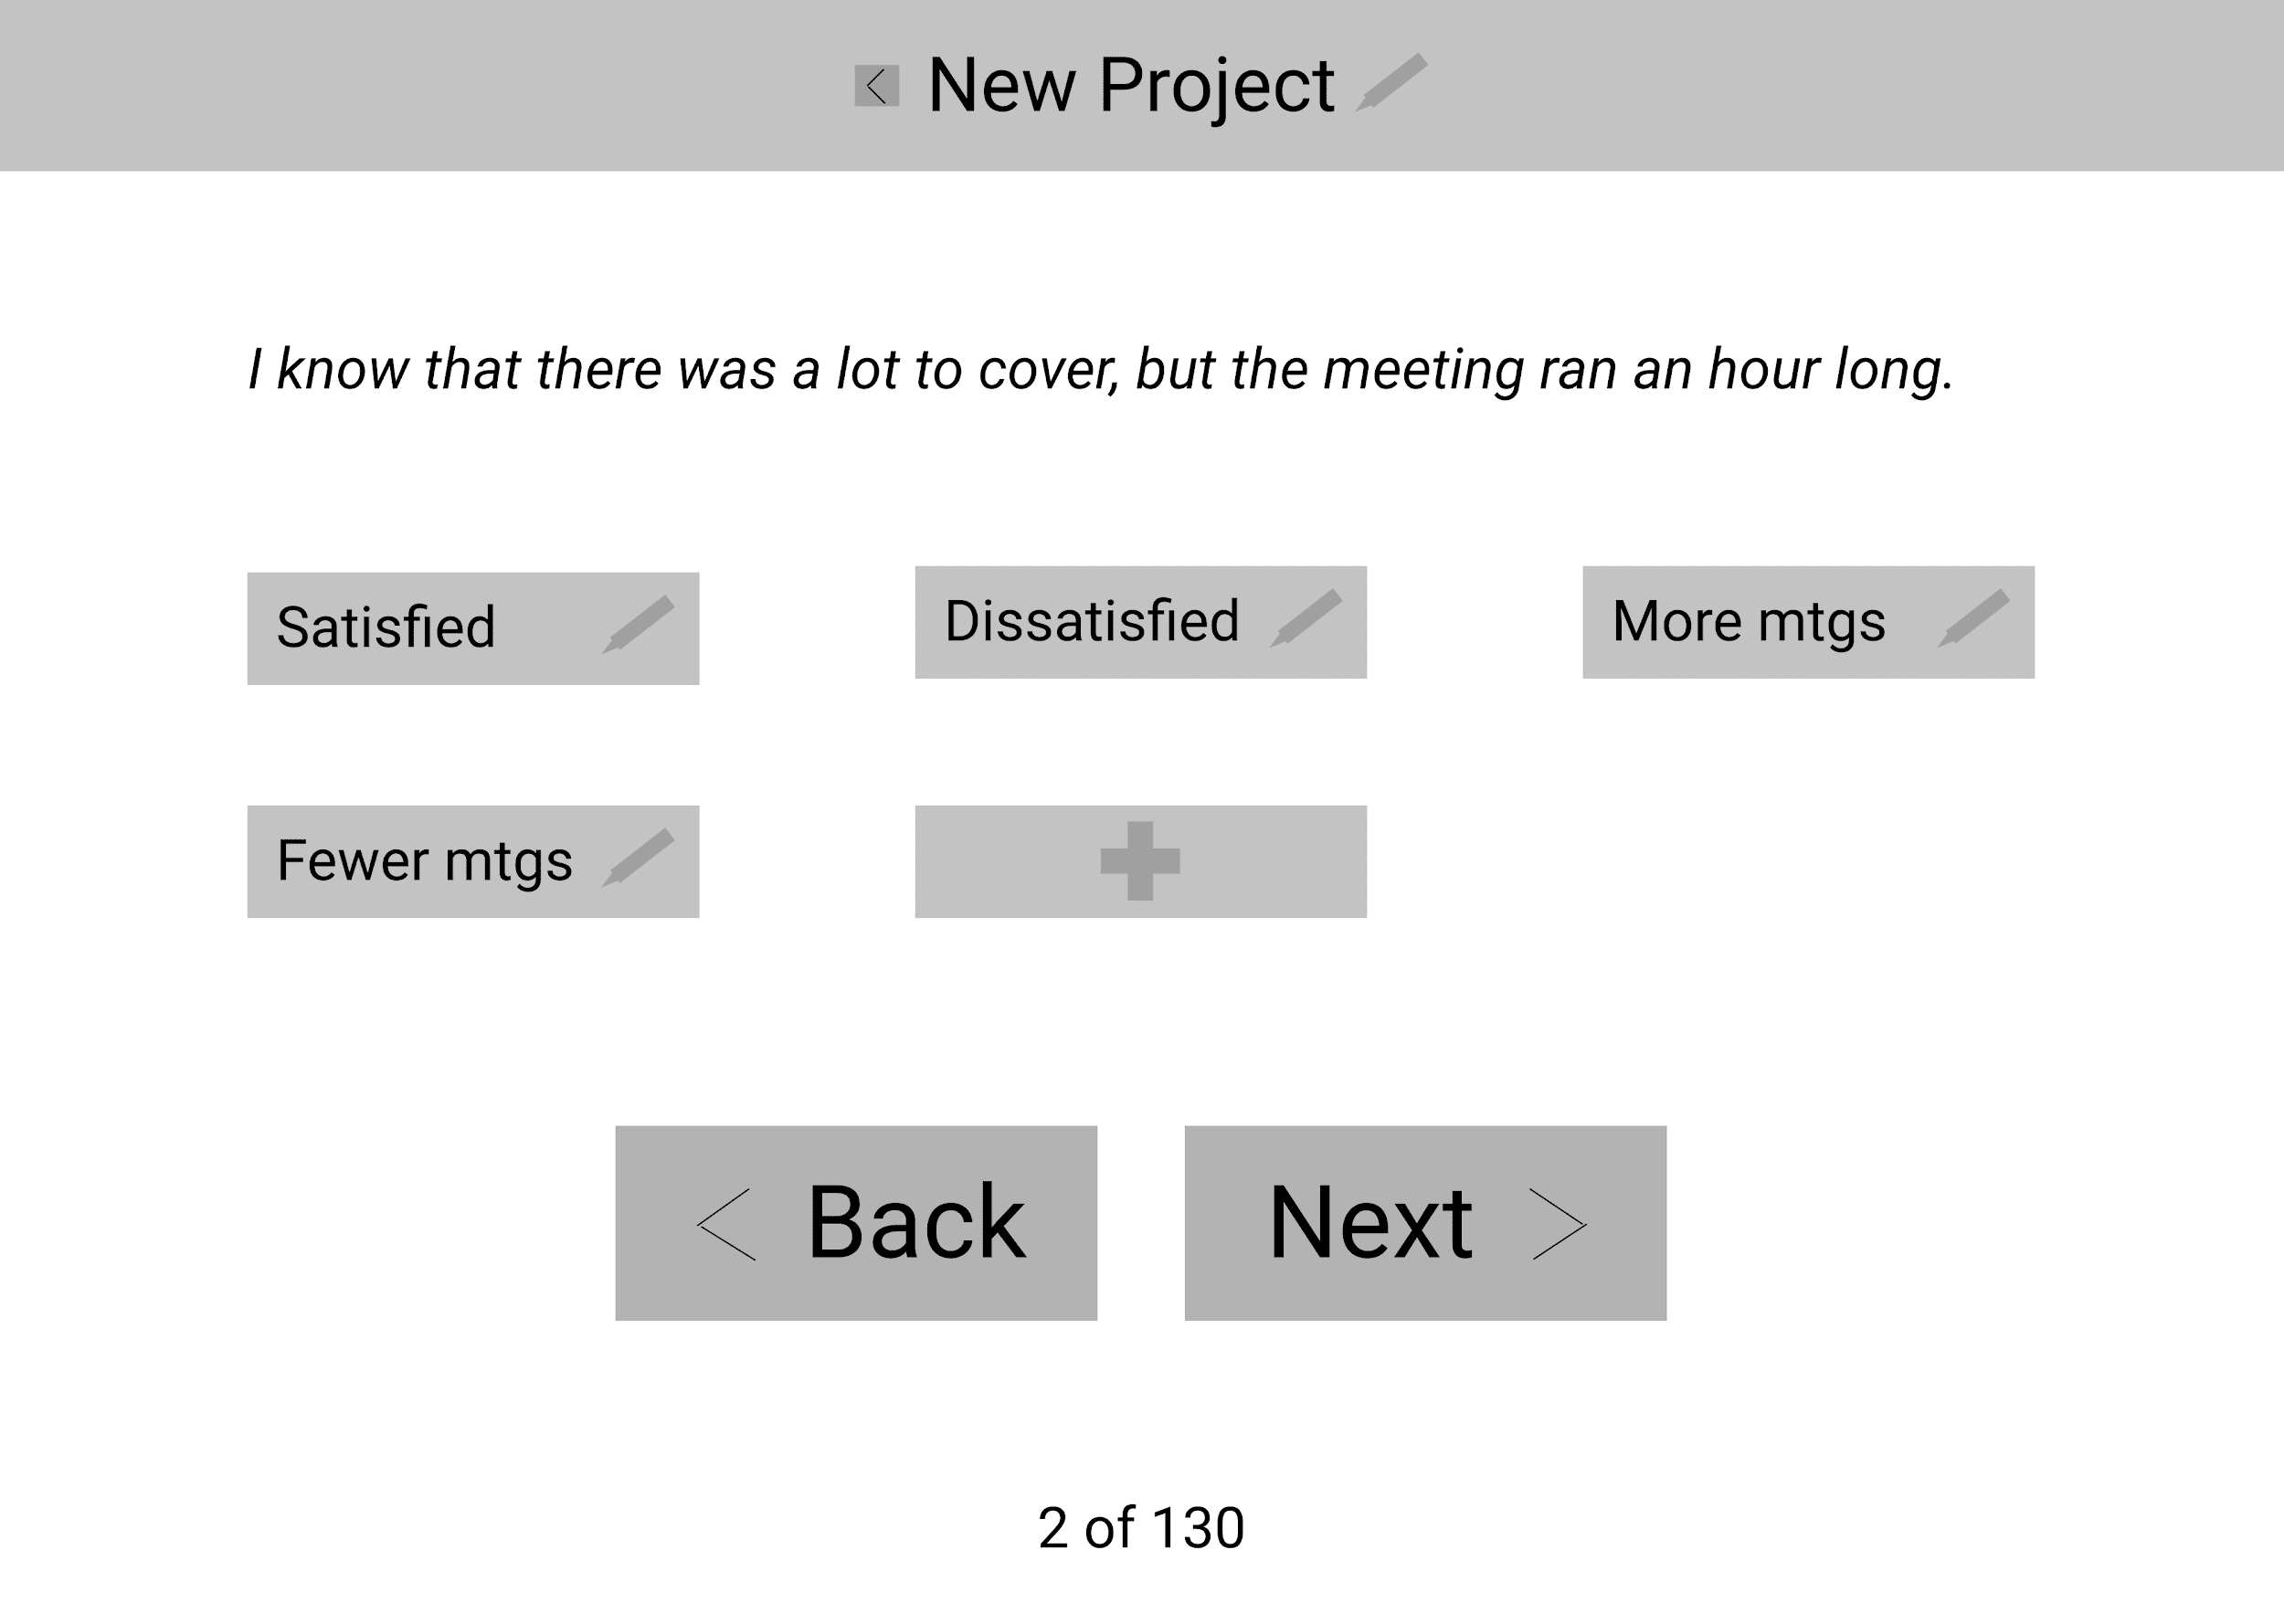 New Project
I know that there was a lot to cover, but the meeting ran an hour long.
Satisfied
Dissatisfied
More mtgs
Fewer mtgs
Back
Next
2 of 130